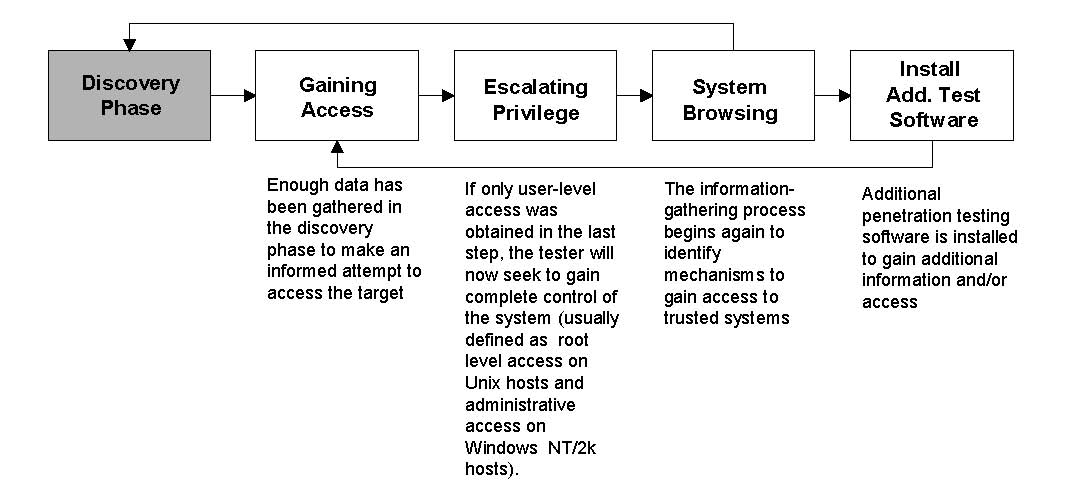 Discovery
Phase
Gaining
Access
Escalating
Privilege
System
Browsing
Install
Add. Test
Software
Enough data has
been gathered in
the discovery
phase to make an
informed attempt to
access the target
If only user-level
access was
obtained in the last
step, the tester will
now seek to gain
complete control of
the system (usually
defined as root
level access on
Unix hosts and
administrative
access on
Windows NT/2k
hosts).
The information-
gathering process
begins again to
identify
mechanisms to
gain access to
trusted systems
Additional
penetration testing
software is installed
to gain additional
information and/or
access